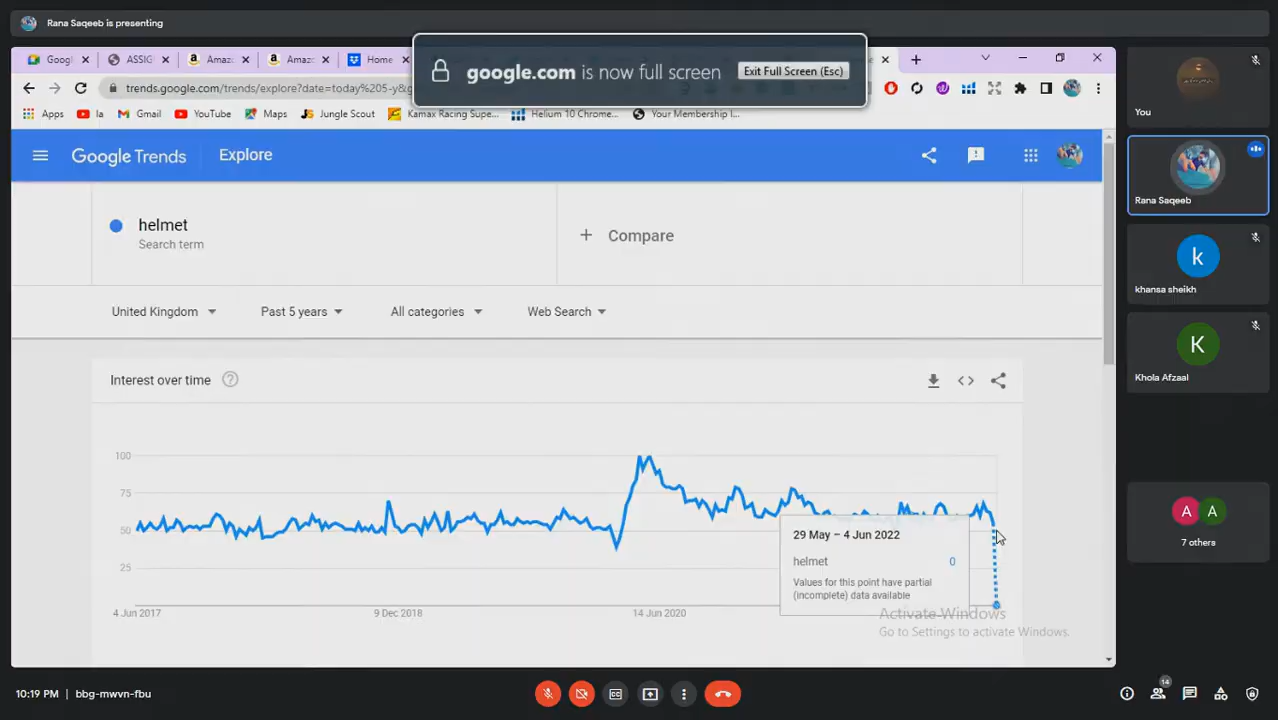 Rana Saqeeb is presenting
Googl
ASSIG
Amaz
Amaz
Home
google.com is now full screen
Exit Full Screen (Esc)
trends.google.com/trends/explore?date=today%205-y&g
Apps
la
Gmail
YouTube
Maps
Jungle Scout
Kamax Racing Supe...
Helium 10 Chrome...
Your Membership I...
Google Trends
Explore
helmet
Search term
+ Compare
United Kingdom
Past 5 years
All categories
Web Search
Interest over time
100
75
50
25
4 Jun 2017
9 Dec 2018
14 Jun 2020
29 May – 4 Jun 2022
helmet 0
Values for this point have partial
(incomplete) data available
Activate Windows
Go to Settings to activate Windows.
You
Rana Saqeeb
k
khansa sheikh
K
Khola Afzaal
A A
7 others
10:19 PM | bbg-mwvn-fbu
14